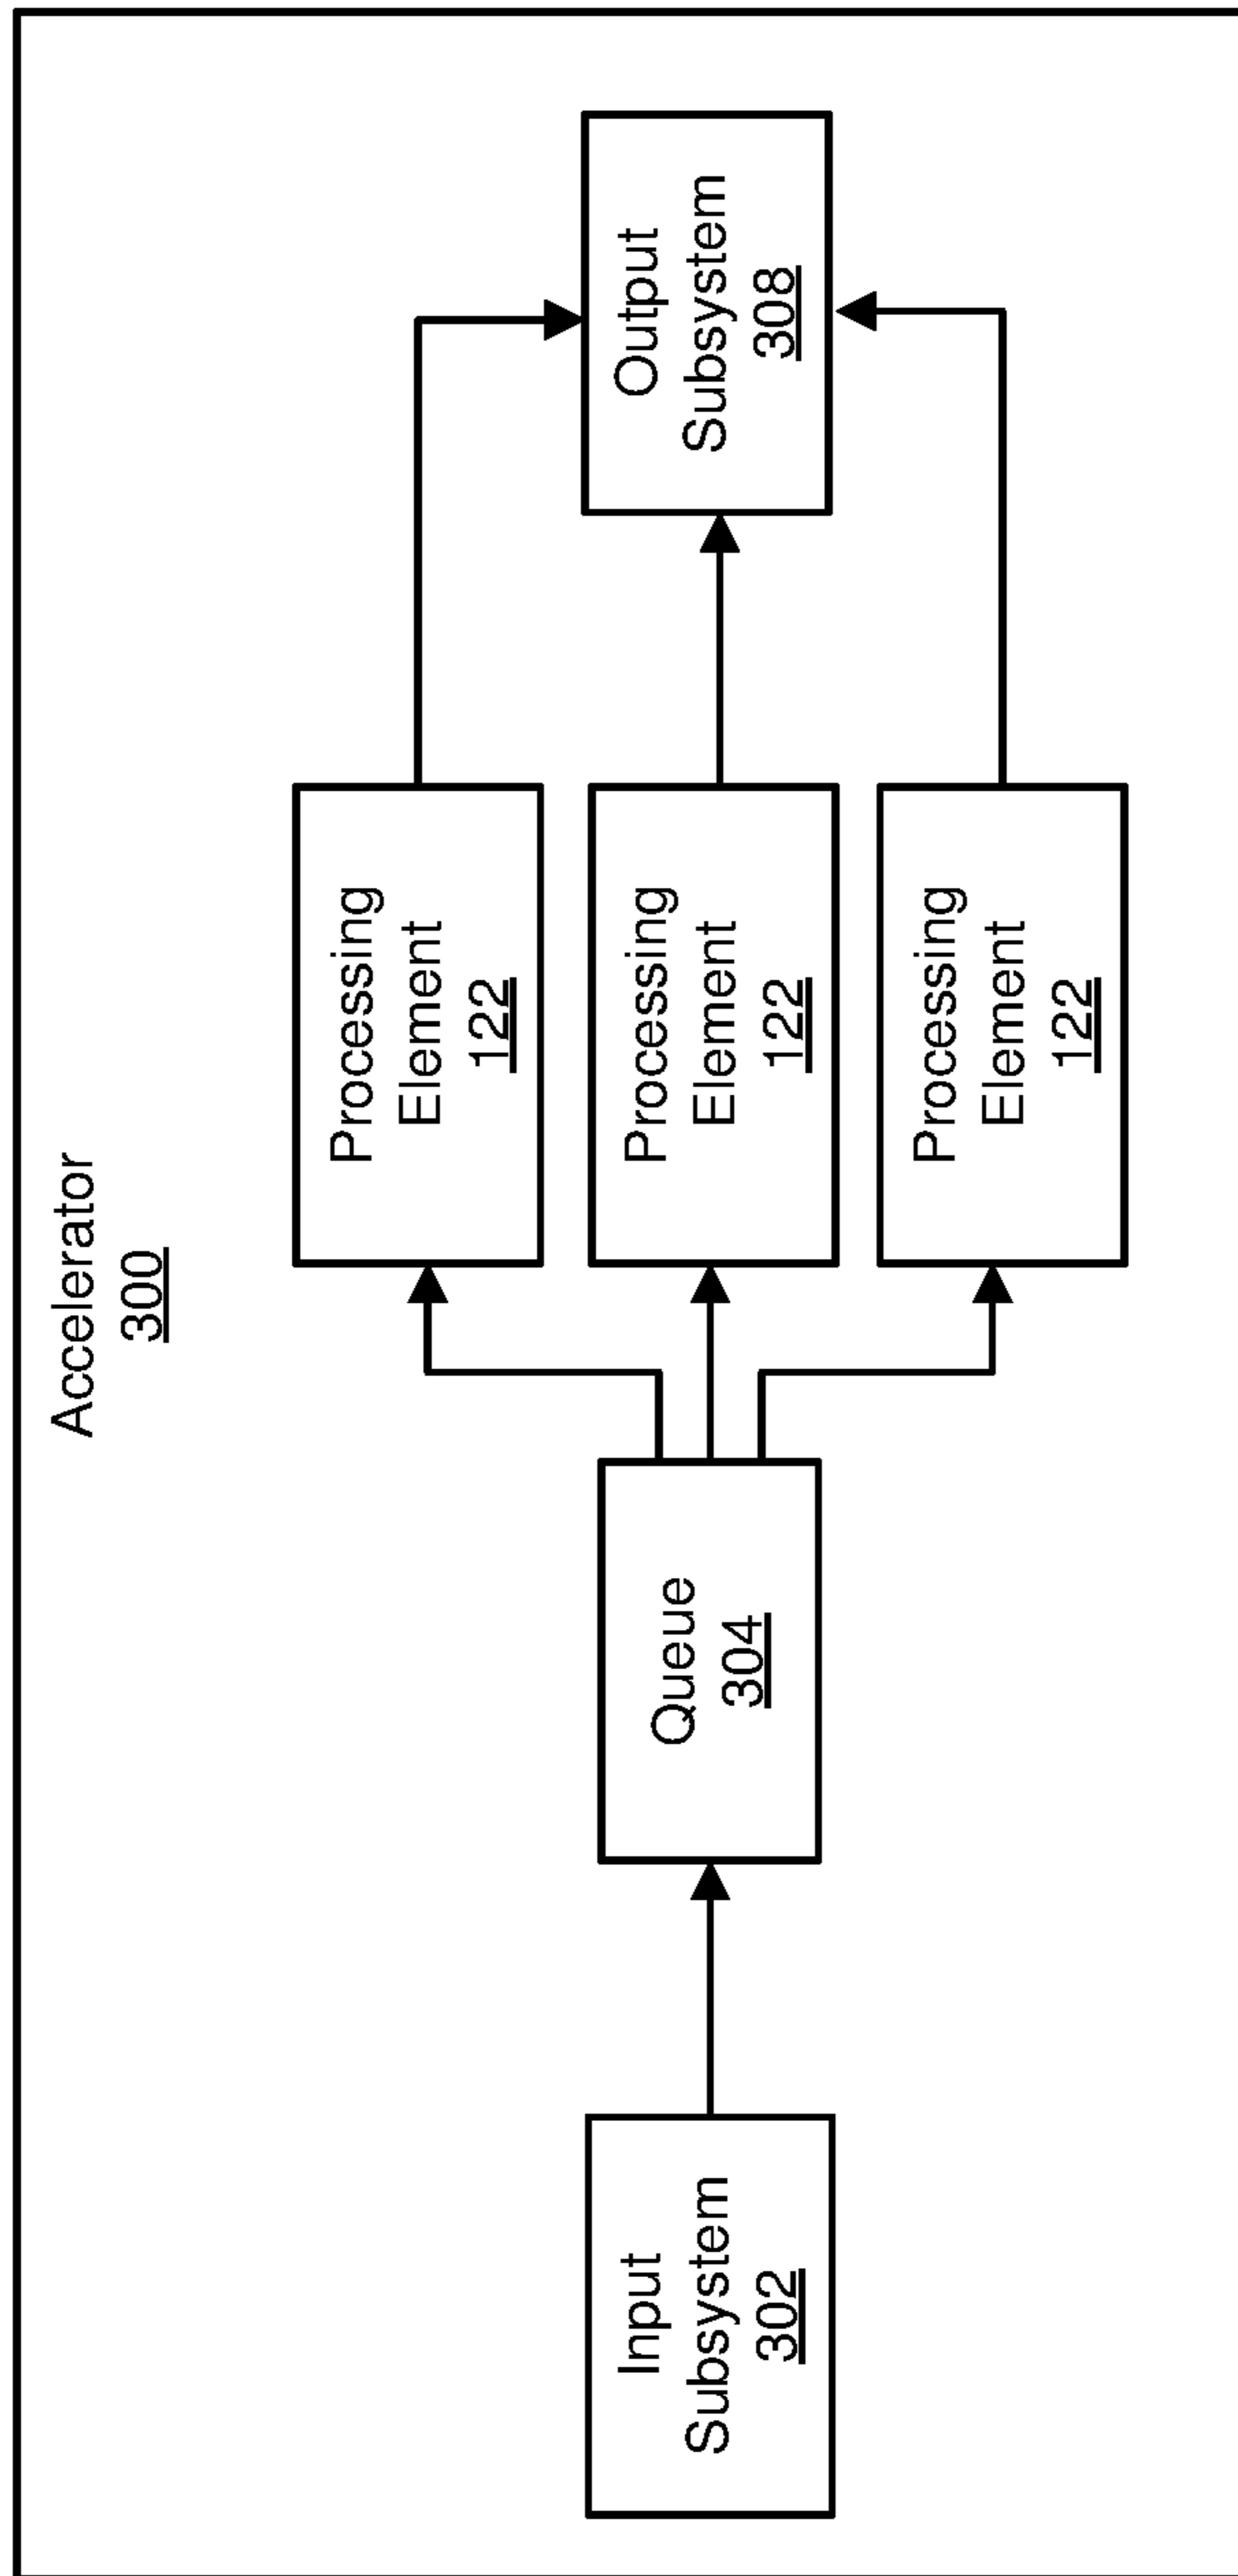 Accelerator
300
Input
Subsystem
302
Queue
304
Processing
Element
122
Processing
Element
122
Processing
Element
122
Output
Subsystem
308